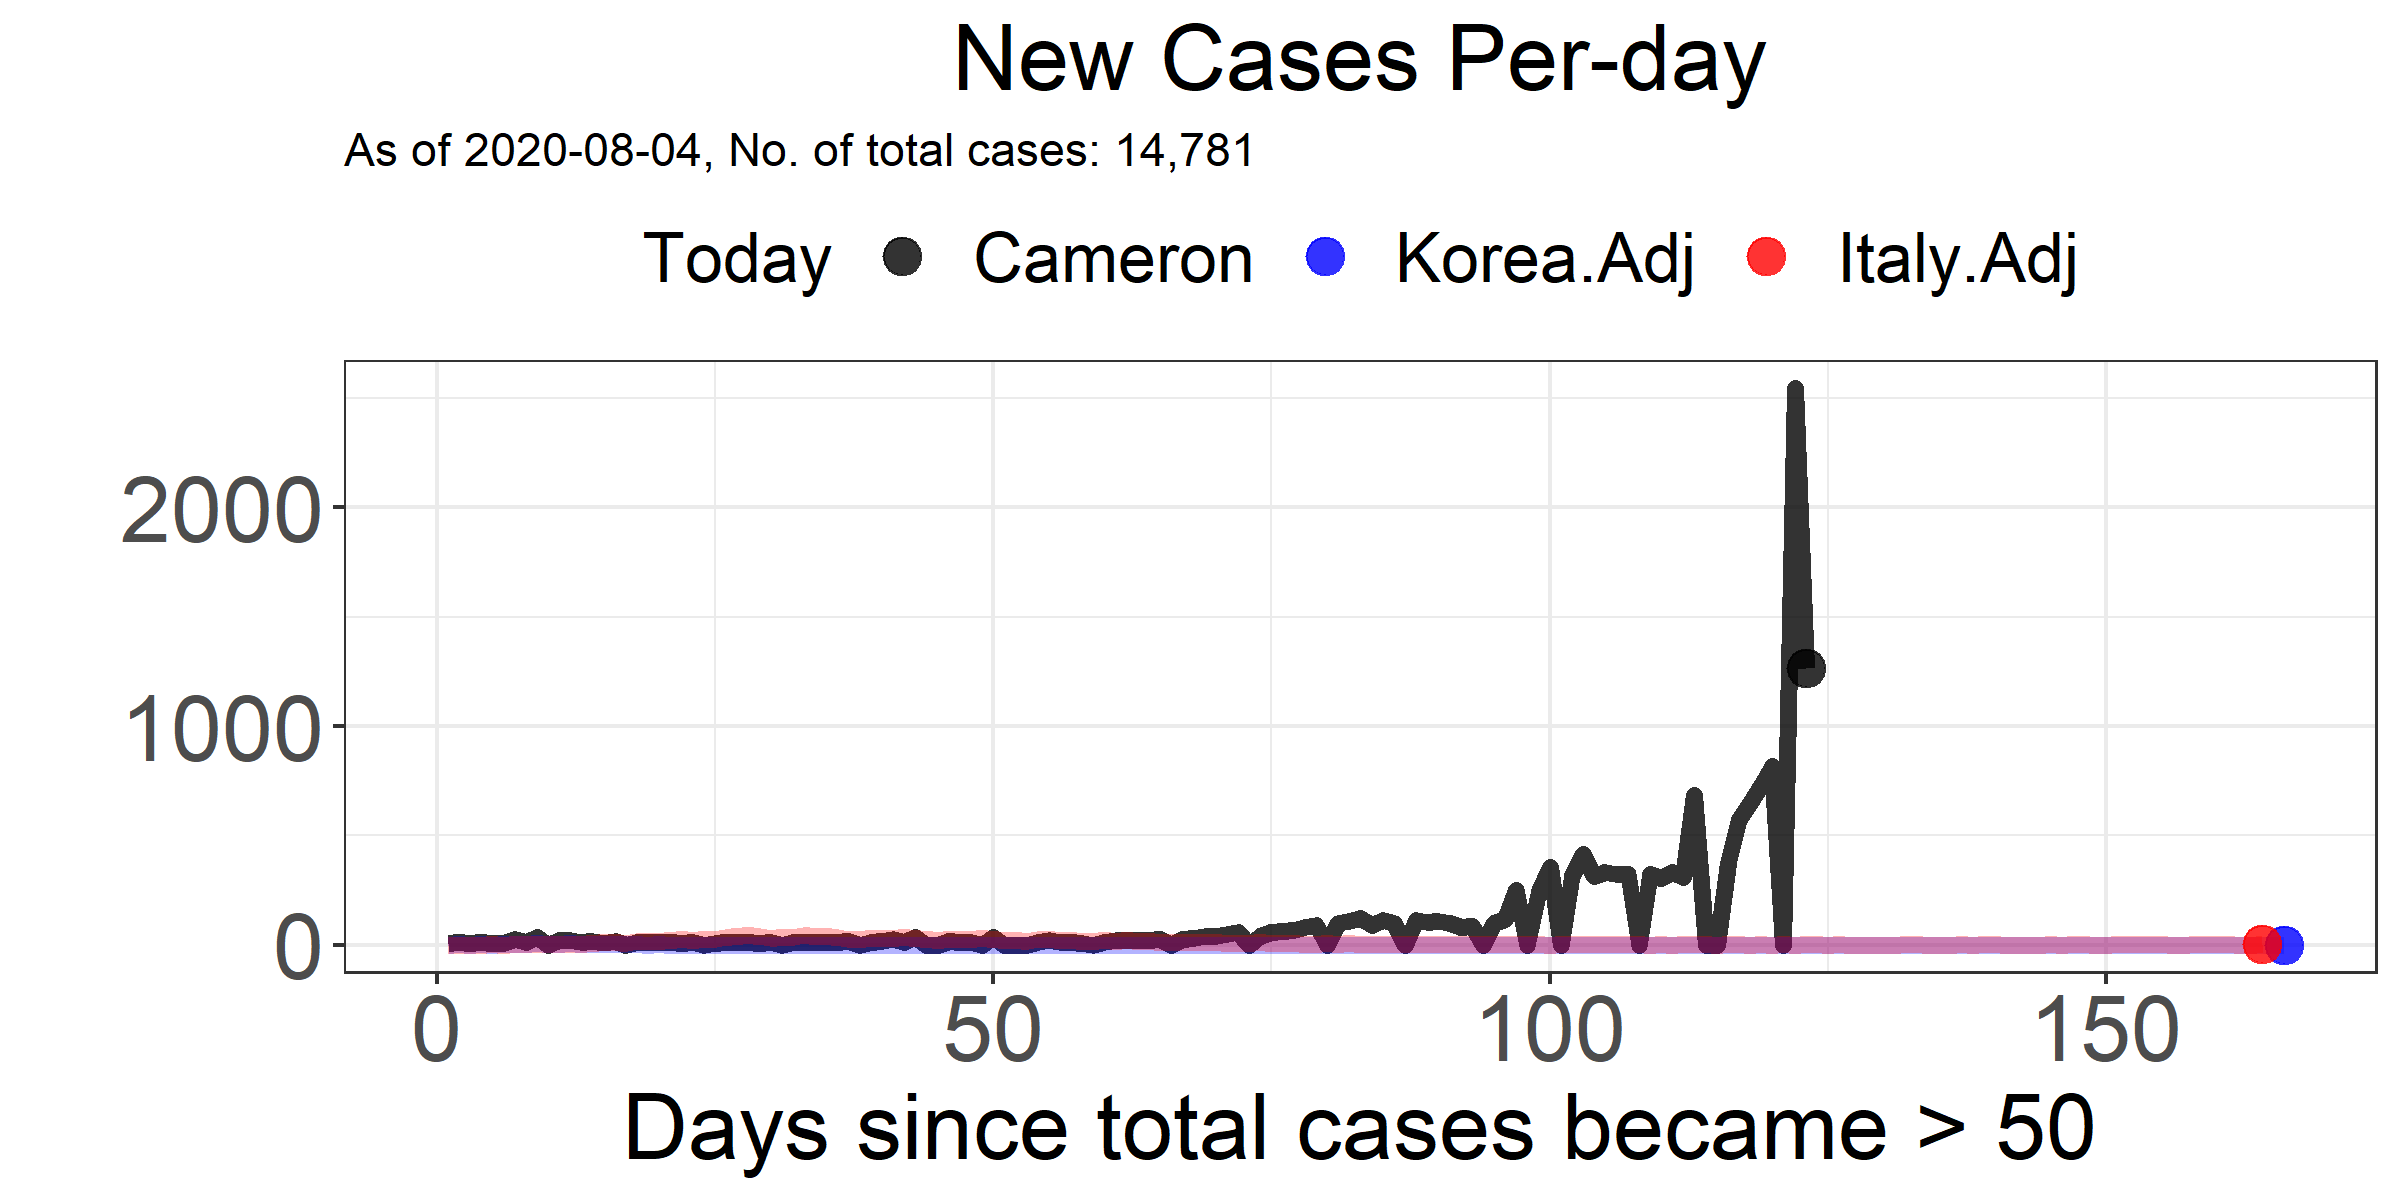 New Cases Per-day
As of 2020-08-04, No. of total cases: 14,781
Today Cameron Korea.Adj Italy.Adj
2000
1000
0
0 50 100 150
Days since total cases became > 50